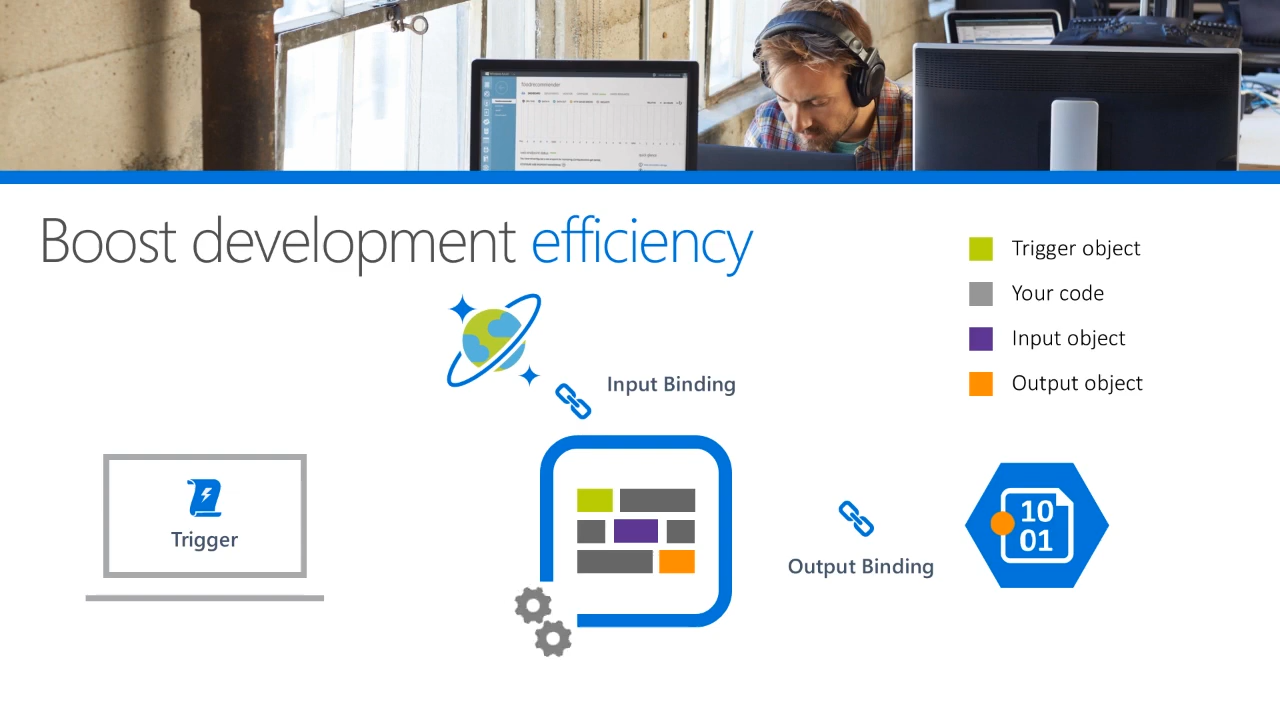 Boost development efficiency
Trigger object
Your code
Input object
Output object
Input Binding
Trigger
10
01
Output Binding